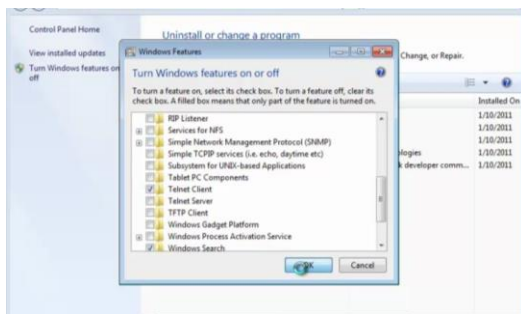 Control Panel Home
View installed updates
Turn Windows features on
off
Uninstall or change a program
Change, or Repair.
Installed On
1/10/2011
1/10/2011
1/10/2011
ologies 1/10/2011
k developer comm... 1/10/2011
Windows Features
Turn Windows features on or off
To turn a feature on, select its check box. To turn a feature off, clear its
check box. A filled box means that only part of the feature is turned on.
RIP Listener
Services for NFS
Simple Network Management Protocol (SNMP)
Simple TCPIP services (i.e. echo, daytime etc)
Subsystem for UNIX-based Applications
Tablet PC Components
Telnet Client
Telnet Server
TFTP Client
Windows Gadget Platform
Windows Process Activation Service
Windows Search
OK Cancel